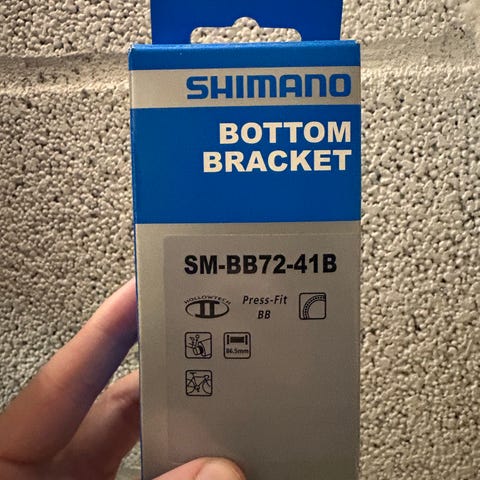 SHIMANO
BOTTOM
BRACKET
SM-BB72-41B
HOLLOWTECH
II
Press-Fit
BB
86.5mm